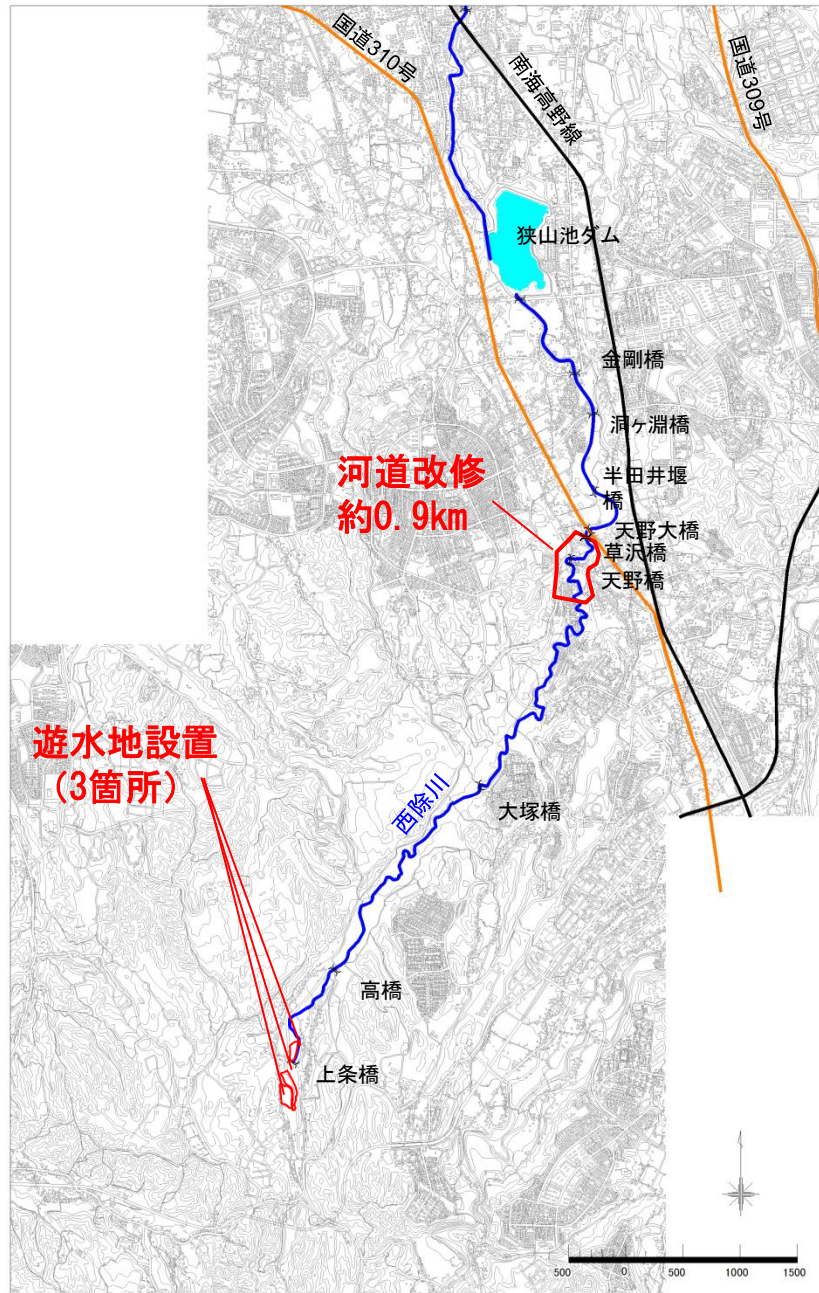 国道310号
南海高野線
国道309号
狭山池ダム
金剛橋
洞ヶ淵橋
河道改修
約0.9km
半田井堰
橋
天野大橋
草沢橋
天野橋
遊水地設置
(3箇所)
西除川
大塚橋
高橋
上条橋
500 0 500 1000 1500